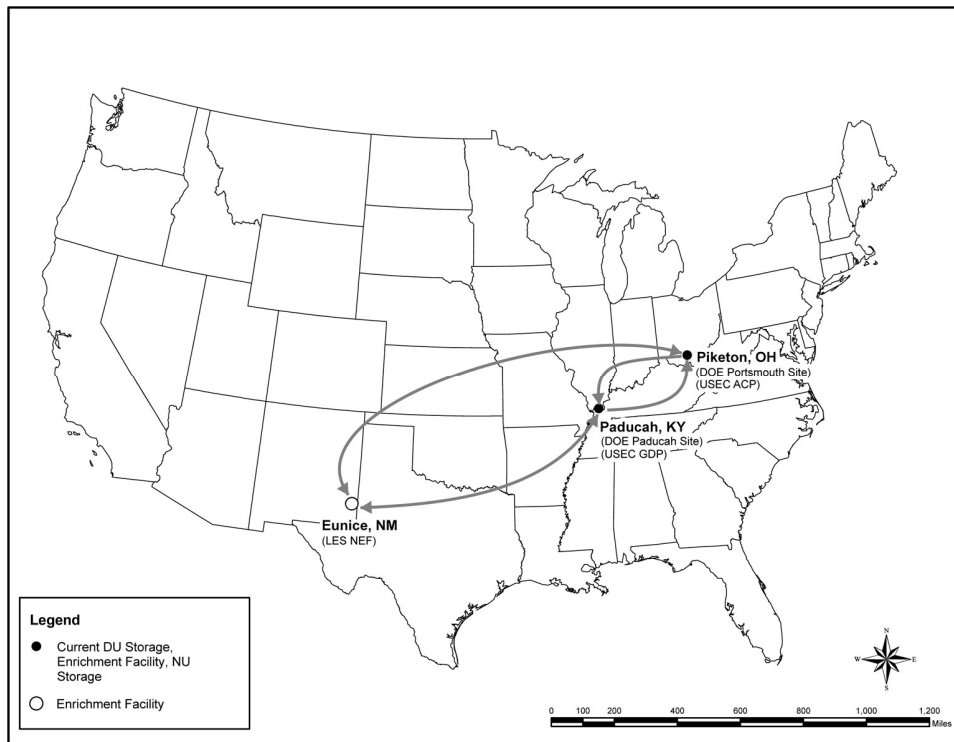 Piketon, OH
(DOE Portsmouth Site)
(USEC ACP)
Paducah, KY
(DOE Paducah Site)
(USEC GDP)
Eunice, NM
(LES NEF)
Legend
Current DU Storage,
Enrichment Facility, NU
Storage
Enrichment Facility
N
W E
S
0 100 200 400 600 800 1,000 1,200
Miles